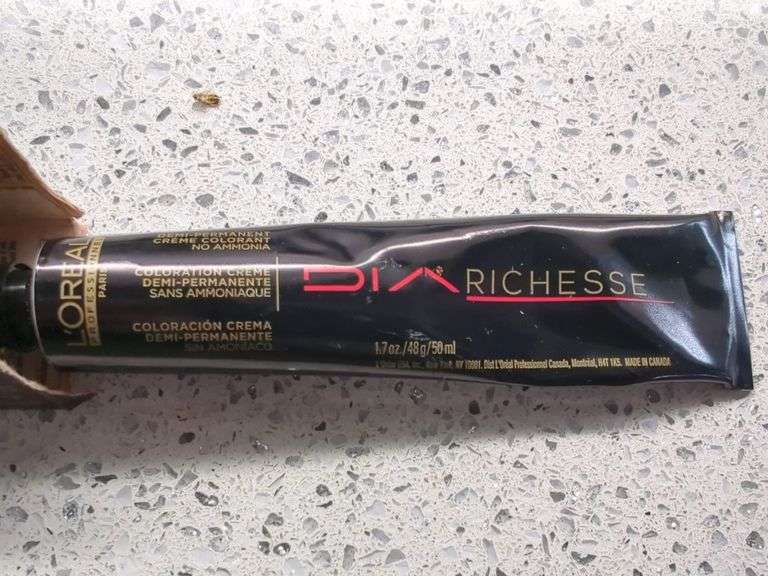 L'ORÉAL
PROFESSIONNEL
PARIS
DEMI-PERMANENT
CRÈME COLORANT
NO AMMONIA
COLORATION CRÈME
DEMI-PERMANENTE
SANS AMMONIAQUE
COLORACIÓN CREMA
DEMI-PERMANENTE
SIN AMONÍACO
DIA RICHESSE
1.7 oz./48 g/50 ml
New York, NY 10001. Dist L'Oréal Professionnel Canada, Montréal, H4T 1K5. MADE IN CANADA